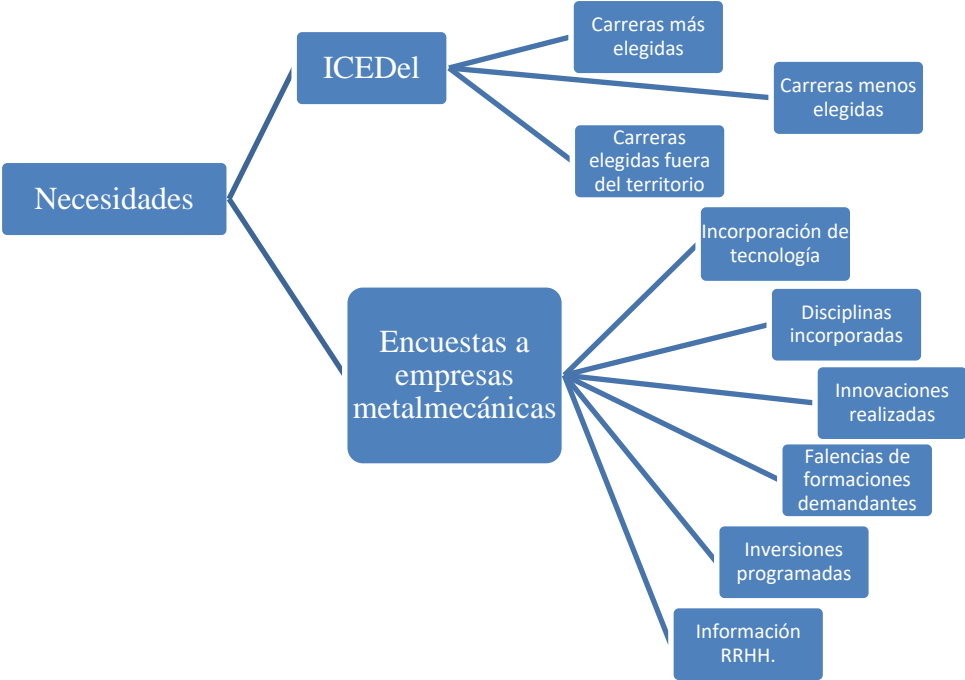 Necesidades
ICEDel
Carreras más
elegidas
Carreras menos
elegidas
Carreras
elegidas fuera
del territorio
Encuestas a
empresas
metalmecánicas
Incorporación de
tecnología
Disciplinas
incorporadas
Innovaciones
realizadas
Falencias de
formaciones
demandantes
Inversiones
programadas
Información
RRHH.